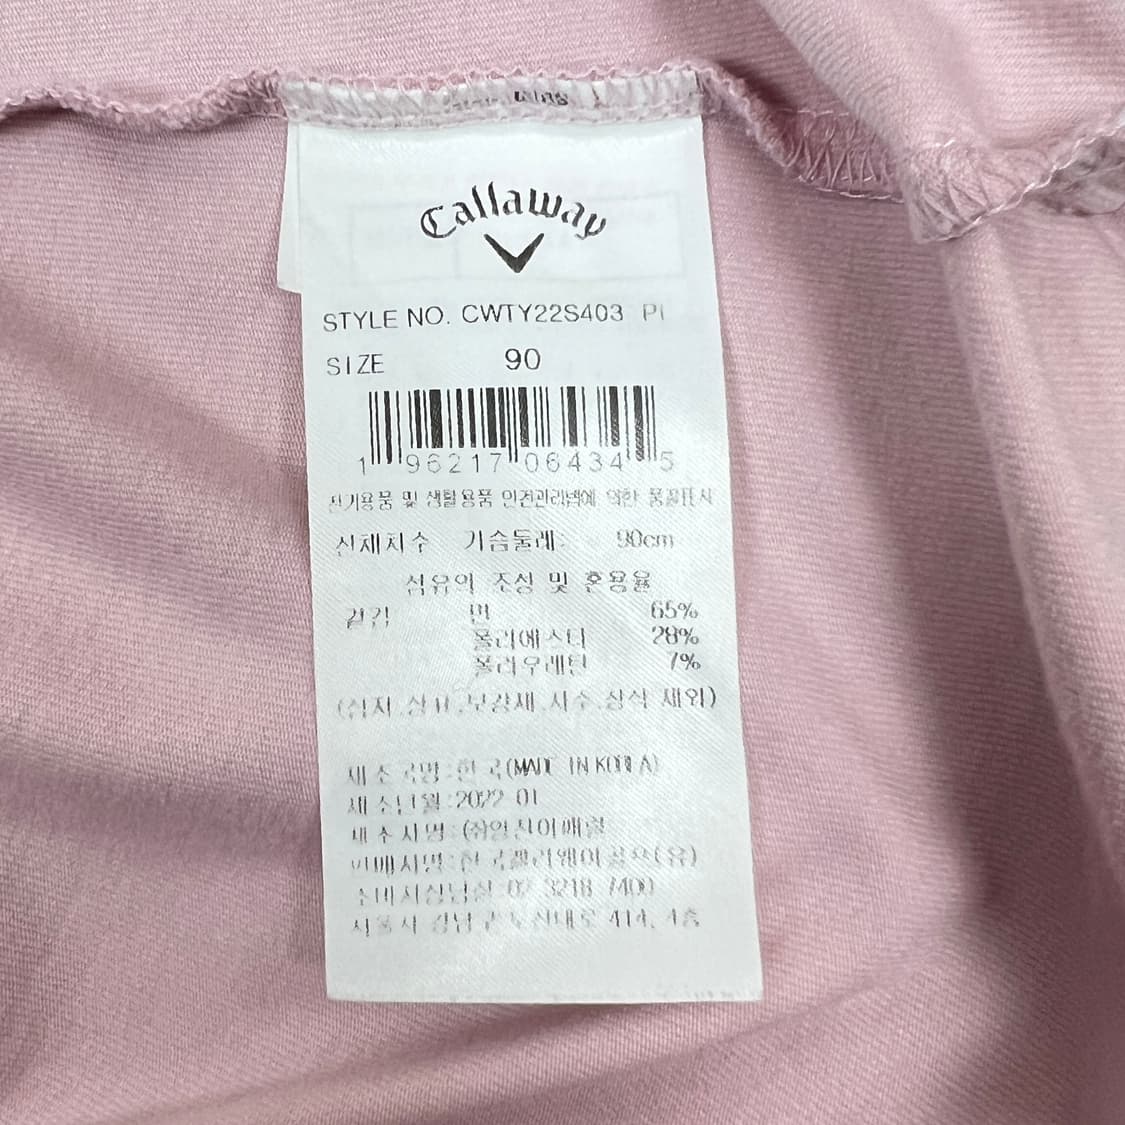 Callaway
STYLE NO. CWTY22S403 PI
SIZE 90
1 96217 06434 5
전기용품 및 생활용품 안전관리법에 의한 품질표시
신체치수 가슴둘레: 90cm
섬유의 조성 및 혼용율
겉감 면 65%
폴리에스터 28%
폴리우레탄 7%
(심지,상표,보강재,자수,장식 제외)
제조국명:한국(MADE IN KOREA)
제조년월:2022 01
제조사명:(주)일진어패럴
판매사명:한국캘러웨이골프(유)
소비자상담실:02 3218 7400
서울시 강남구 도산대로 414, 4층